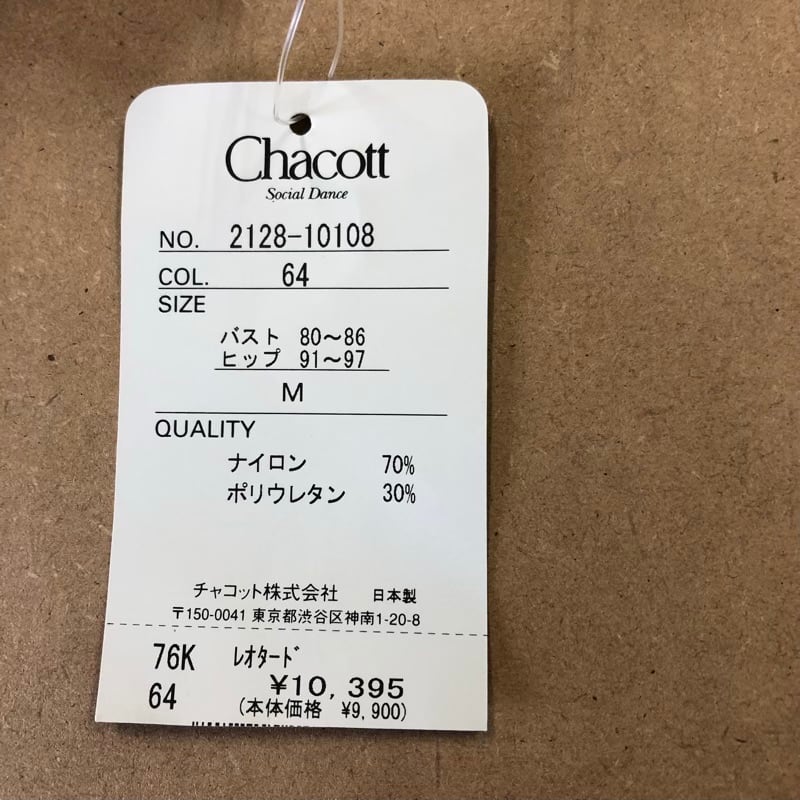 Chacott
Social Dance
NO. 2128-10108
COL. 64
SIZE
バスト 80～86
ヒップ 91～97
M
QUALITY
ナイロン 70%
ポリウレタン 30%
チャコット株式会社 日本製
〒150-0041 東京都渋谷区神南1-20-8
76K ﾚｵﾀｰﾄﾞ
64 ¥10,395
(本体価格 ¥9,900)